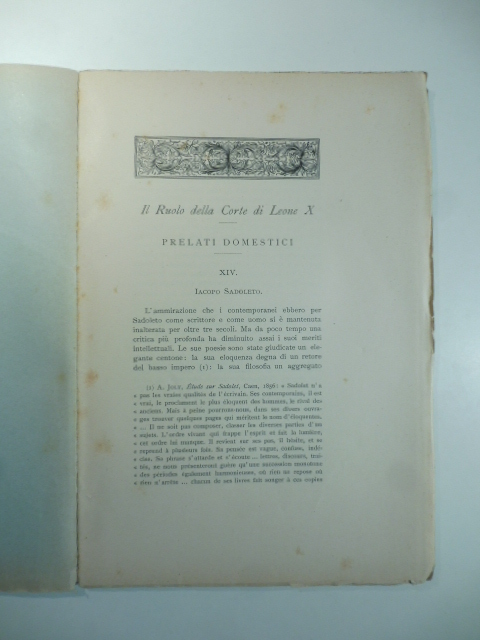 Il Ruolo della Corte di Leone X
PRELATI DOMESTICI
XIV.
IACOPO SADOLETO.
L'ammirazione che i contemporanei ebbero per
Sadoleto come scrittore e come uomo si è mantenuta
inalterata per oltre tre secoli. Ma da poco tempo una
critica più profonda ha diminuito assai i suoi meriti
intellettuali. Le sue poesie sono state giudicate un ele-
gante centone: la sua eloquenza degna di un retore
del basso impero (1): la sua filosofia un aggregato
(1) A. JOLY, Étude sur Sadolet, Caen, 1856: « Sadolet n'a
« pas les vraies qualités de l'écrivain. Ses contemporains, il est
« vrai, le proclament le plus éloquent des hommes, le rival des
« anciens. Mais à peine pourrons-nous, dans ses divers ouvra-
« ges trouver quelques pages qui méritent le nom d'éloquentes,
« ... Il ne sait pas composer, classer les diverses parties d'un
« sujet. L'ordre vivant qui frappe l'esprit et fait la lumière,
« cet ordre lui manque. Il revient sur ses pas, il hésite, et se
« reprend à plusieurs fois. Sa pensée est vague, confuse, indé-
« cise. Sa phrase s'attarde et s'écoute ... lettres, discours, trai-
« tés, ne nous présenteront guère qu'une succession monotone
« des périodes également harmonieuses, où rien ne repose où
« rien n'arrête ... chacun de ses livres fait songer à ces copies